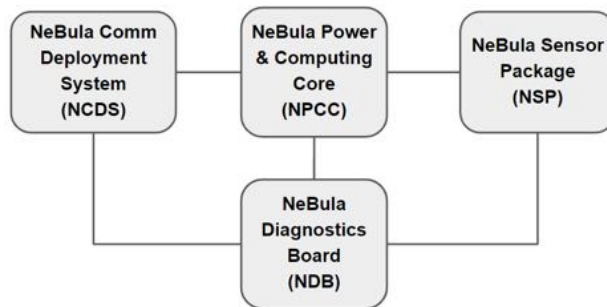 NeBula Comm
Deployment
System
(NCDS)
NeBula Power
& Computing
Core
(NPCC)
NeBula Sensor
Package
(NSP)
NeBula
Diagnostics
Board
(NDB)